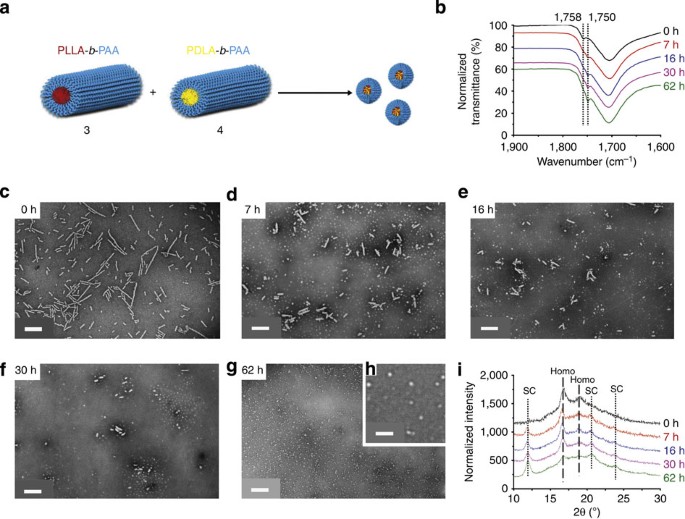 a
PLLA-b-PAA
PDLA-b-PAA
+
3
4
b
1,758
1,750
Normalized
transmittance (%)
100
80
60
40
20
0
1,900
1,800
1,700
1,600
Wavenumber (cm⁻¹)
0 h
7 h
16 h
30 h
62 h
c
0 h
d
7 h
e
16 h
f
30 h
g
62 h
h
i
Normalized intensity
2,000
1,500
1,000
500
0
SC
Homo
Homo
SC
SC
0 h
7 h
16 h
30 h
62 h
10
15
20
25
30
2θ (°)